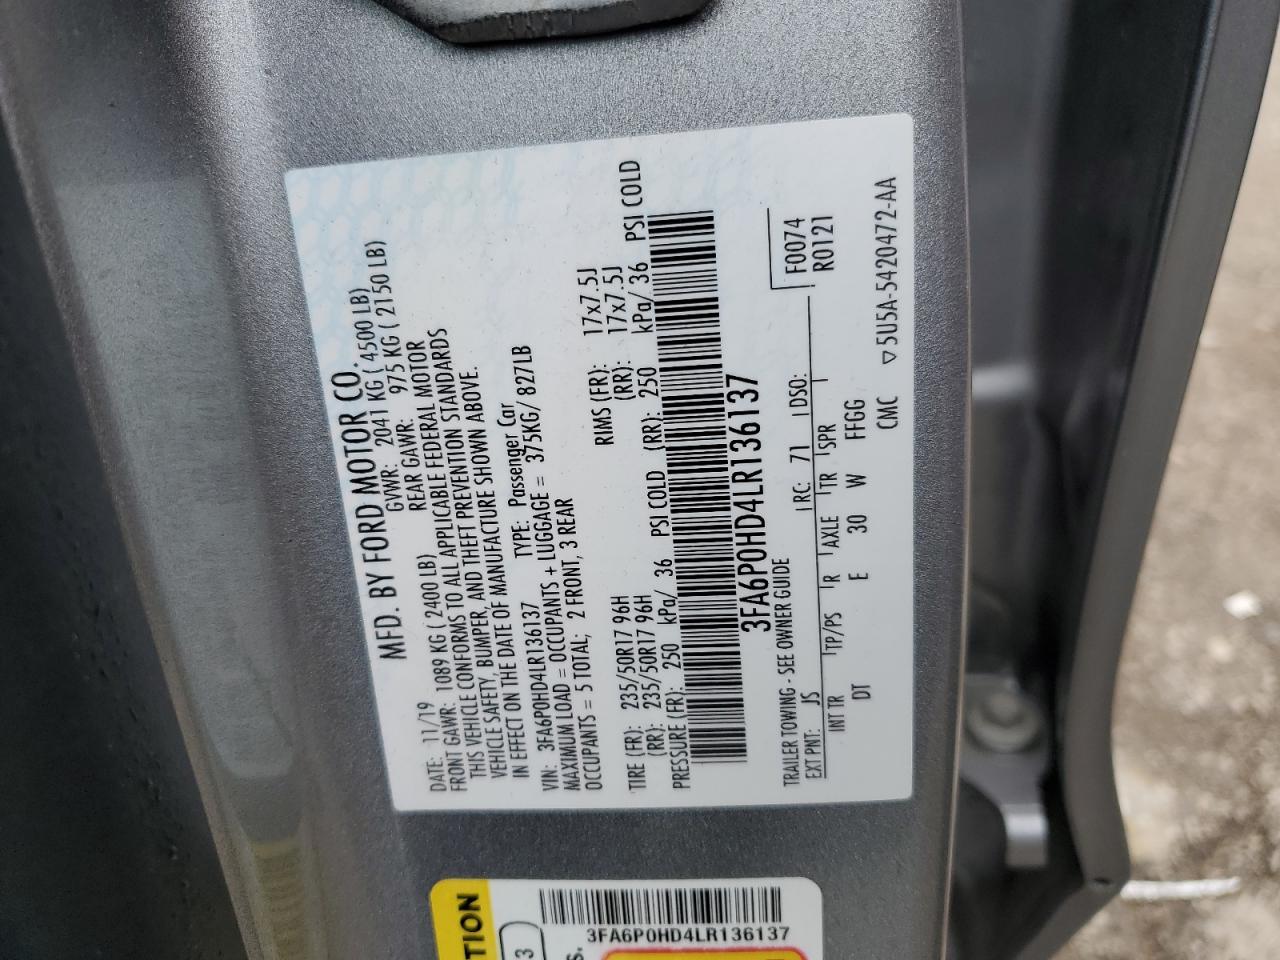 MFD. BY FORD MOTOR CO.
DATE: 11/19 GVWR: 2041 KG ( 4500 LB)
FRONT GAWR: 1089 KG ( 2400 LB) REAR GAWR: 975 KG ( 2150 LB)
THIS VEHICLE CONFORMS TO ALL APPLICABLE FEDERAL MOTOR
VEHICLE SAFETY, BUMPER, AND THEFT PREVENTION STANDARDS
IN EFFECT ON THE DATE OF MANUFACTURE SHOWN ABOVE.
VIN: 3FA6P0HD4LR136137 TYPE: Passenger Car
MAXIMUM LOAD = OCCUPANTS + LUGGAGE = 375KG/ 827LB
OCCUPANTS = 5 TOTAL; 2 FRONT, 3 REAR
TIRE (FR): 235/50R17 96H RIMS (FR): 17x7.5J
(RR): 235/50R17 96H (RR): 17x7.5J
PRESSURE (FR): 250 kPa/ 36 PSI COLD (RR): 250 kPa/ 36 PSI COLD
3FA6P0HD4LR136137
TRAILER TOWING - SEE OWNER GUIDE
F0074
R0121
EXT PNT: JS RC: 71 DSO:
INT TR TP/PS R AXLE TR SPR
DT E 30 W FFGG
CMC ▽5U5A-5420472-AA
TION
3FA6P0HD4LR136137
3
S.